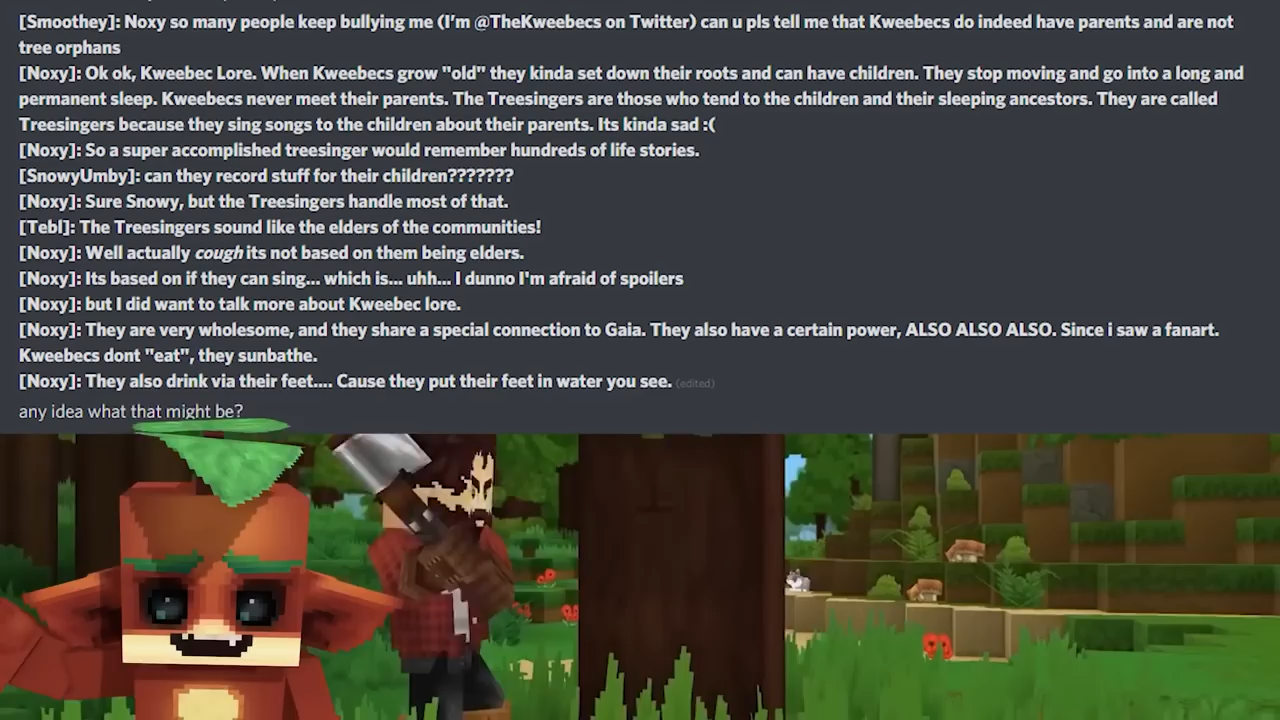 [Smoothey]: Noxy so many people keep bullying me (I'm @TheKweebecs on Twitter) can u pls tell me that Kweebecs do indeed have parents and are not
tree orphans
[Noxy]: Ok ok, Kweebec Lore. When Kweebecs grow "old" they kinda set down their roots and can have children. They stop moving and go into a long and
permanent sleep. Kweebecs never meet their parents. The Treesingers are those who tend to the children and their sleeping ancestors. They are called
Treesingers because they sing songs to the children about their parents. Its kinda sad :(
[Noxy]: So a super accomplished treesinger would remember hundreds of life stories.
[SnowyUmby]: can they record stuff for their children???????
[Noxy]: Sure Snowy, but the Treesingers handle most of that.
[Tebl]: The Treesingers sound like the elders of the communities!
[Noxy]: Well actually cough its not based on them being elders.
[Noxy]: Its based on if they can sing... which is... uhh... I dunno I'm afraid of spoilers
[Noxy]: but I did want to talk more about Kweebec lore.
[Noxy]: They are very wholesome, and they share a special connection to Gaia. They also have a certain power, ALSO ALSO ALSO. Since i saw a fanart.
Kweebecs dont "eat", they sunbathe.
[Noxy]: They also drink via their feet.... Cause they put their feet in water you see. (edited)
any idea what that might be?